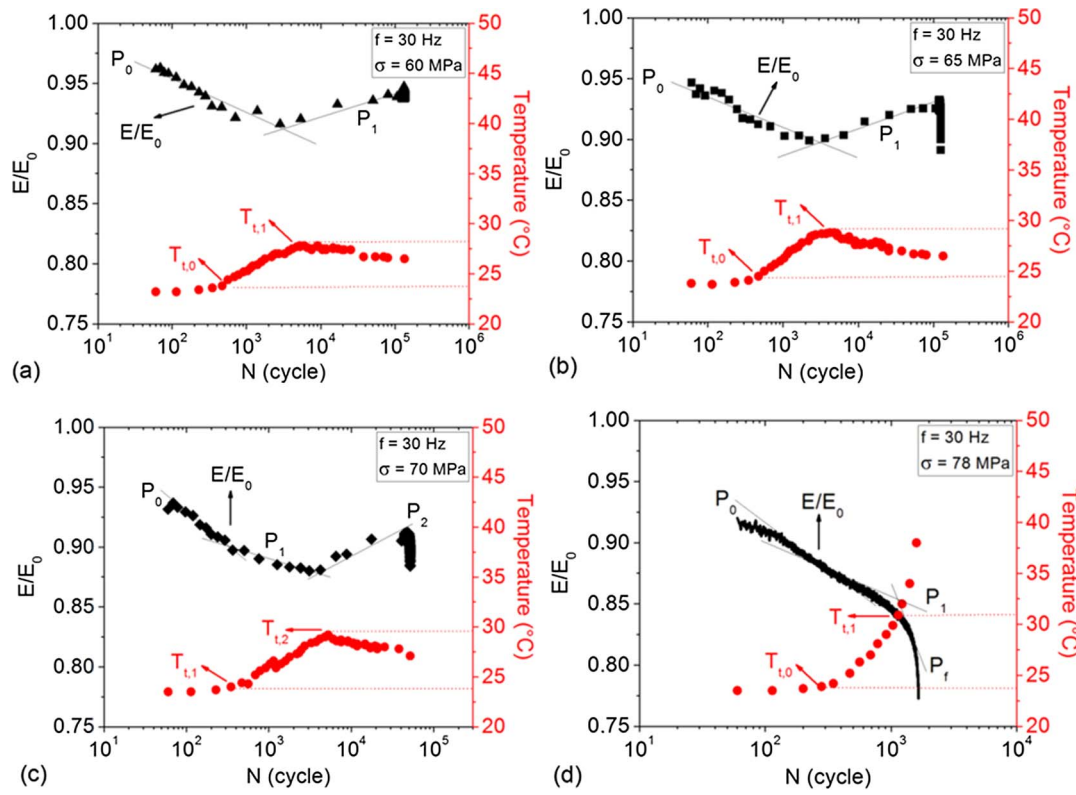 f = 30 Hz
σ = 60 MPa
P0
E/E0
P1
Tt,1
Tt,0
1.00
0.95
0.90
0.85
0.80
0.75
E/E0
50
45
40
35
30
25
20
Temperature (°C)
10^1 10^2 10^3 10^4 10^5 10^6
N (cycle)
(a)
f = 30 Hz
σ = 65 MPa
P0
E/E0
P1
Tt,1
Tt,0
1.00
0.95
0.90
0.85
0.80
0.75
E/E0
50
45
40
35
30
25
20
Temperature (°C)
10^1 10^2 10^3 10^4 10^5 10^6
N (cycle)
(b)
f = 30 Hz
σ = 70 MPa
P0
E/E0
P2
P1
Tt,2
Tt,1
1.00
0.95
0.90
0.85
0.80
0.75
E/E0
50
45
40
35
30
25
20
Temperature (°C)
10^1 10^2 10^3 10^4 10^5 10^6
N (cycle)
(c)
f = 30 Hz
σ = 78 MPa
P0
E/E0
P1
Tt,1
Pf
Tt,0
1.00
0.95
0.90
0.85
0.80
0.75
E/E0
50
45
40
35
30
25
20
Temperature (°C)
10^1 10^2 10^3 10^4
N (cycle)
(d)